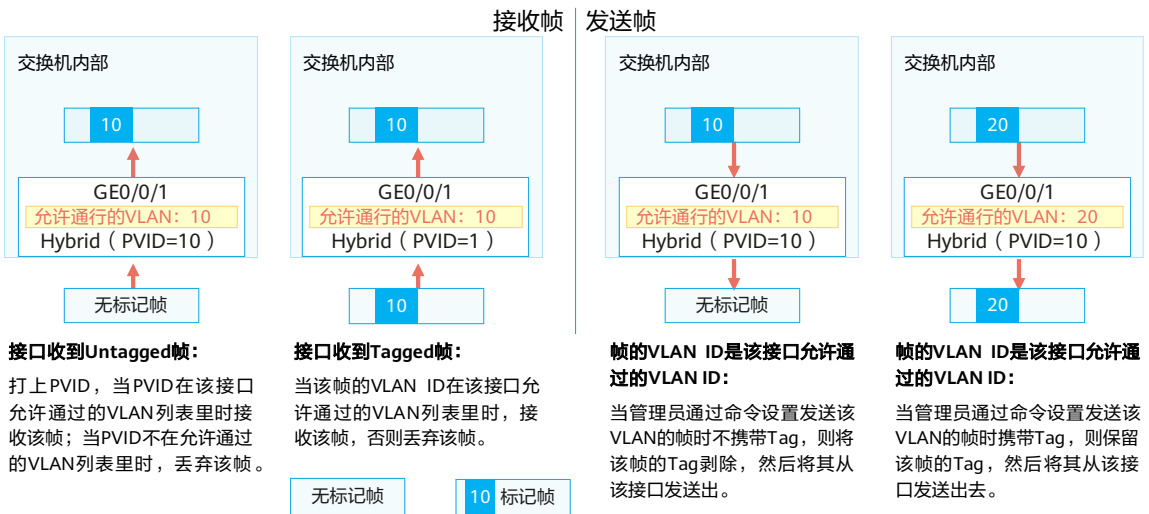 接收帧
发送帧
交换机内部
10
GE0/0/1
允许通行的VLAN：10
Hybrid（PVID=10）
无标记帧
接口收到Untagged帧：
打上PVID，当PVID在该接口
允许通过的VLAN列表里时接
收该帧；当PVID不在允许通过
的VLAN列表里时，丢弃该帧。
交换机内部
10
GE0/0/1
允许通行的VLAN：10
Hybrid（PVID=1）
10
接口收到Tagged帧：
当该帧的VLAN ID在该接口允
许通过的VLAN列表里时，接
收该帧，否则丢弃该帧。
无标记帧
10 标记帧
交换机内部
10
GE0/0/1
允许通行的VLAN：10
Hybrid（PVID=10）
无标记帧
帧的VLAN ID是该接口允许通
过的VLAN ID：
当管理员通过命令设置发送该
VLAN的帧时不携带Tag，则将
该帧的Tag剥除，然后将其从
该接口发送出。
交换机内部
20
GE0/0/1
允许通行的VLAN：20
Hybrid（PVID=10）
20
帧的VLAN ID是该接口允许通
过的VLAN ID：
当管理员通过命令设置发送该
VLAN的帧时携带Tag，则保留
该帧的Tag，然后将其从该接
口发送出去。